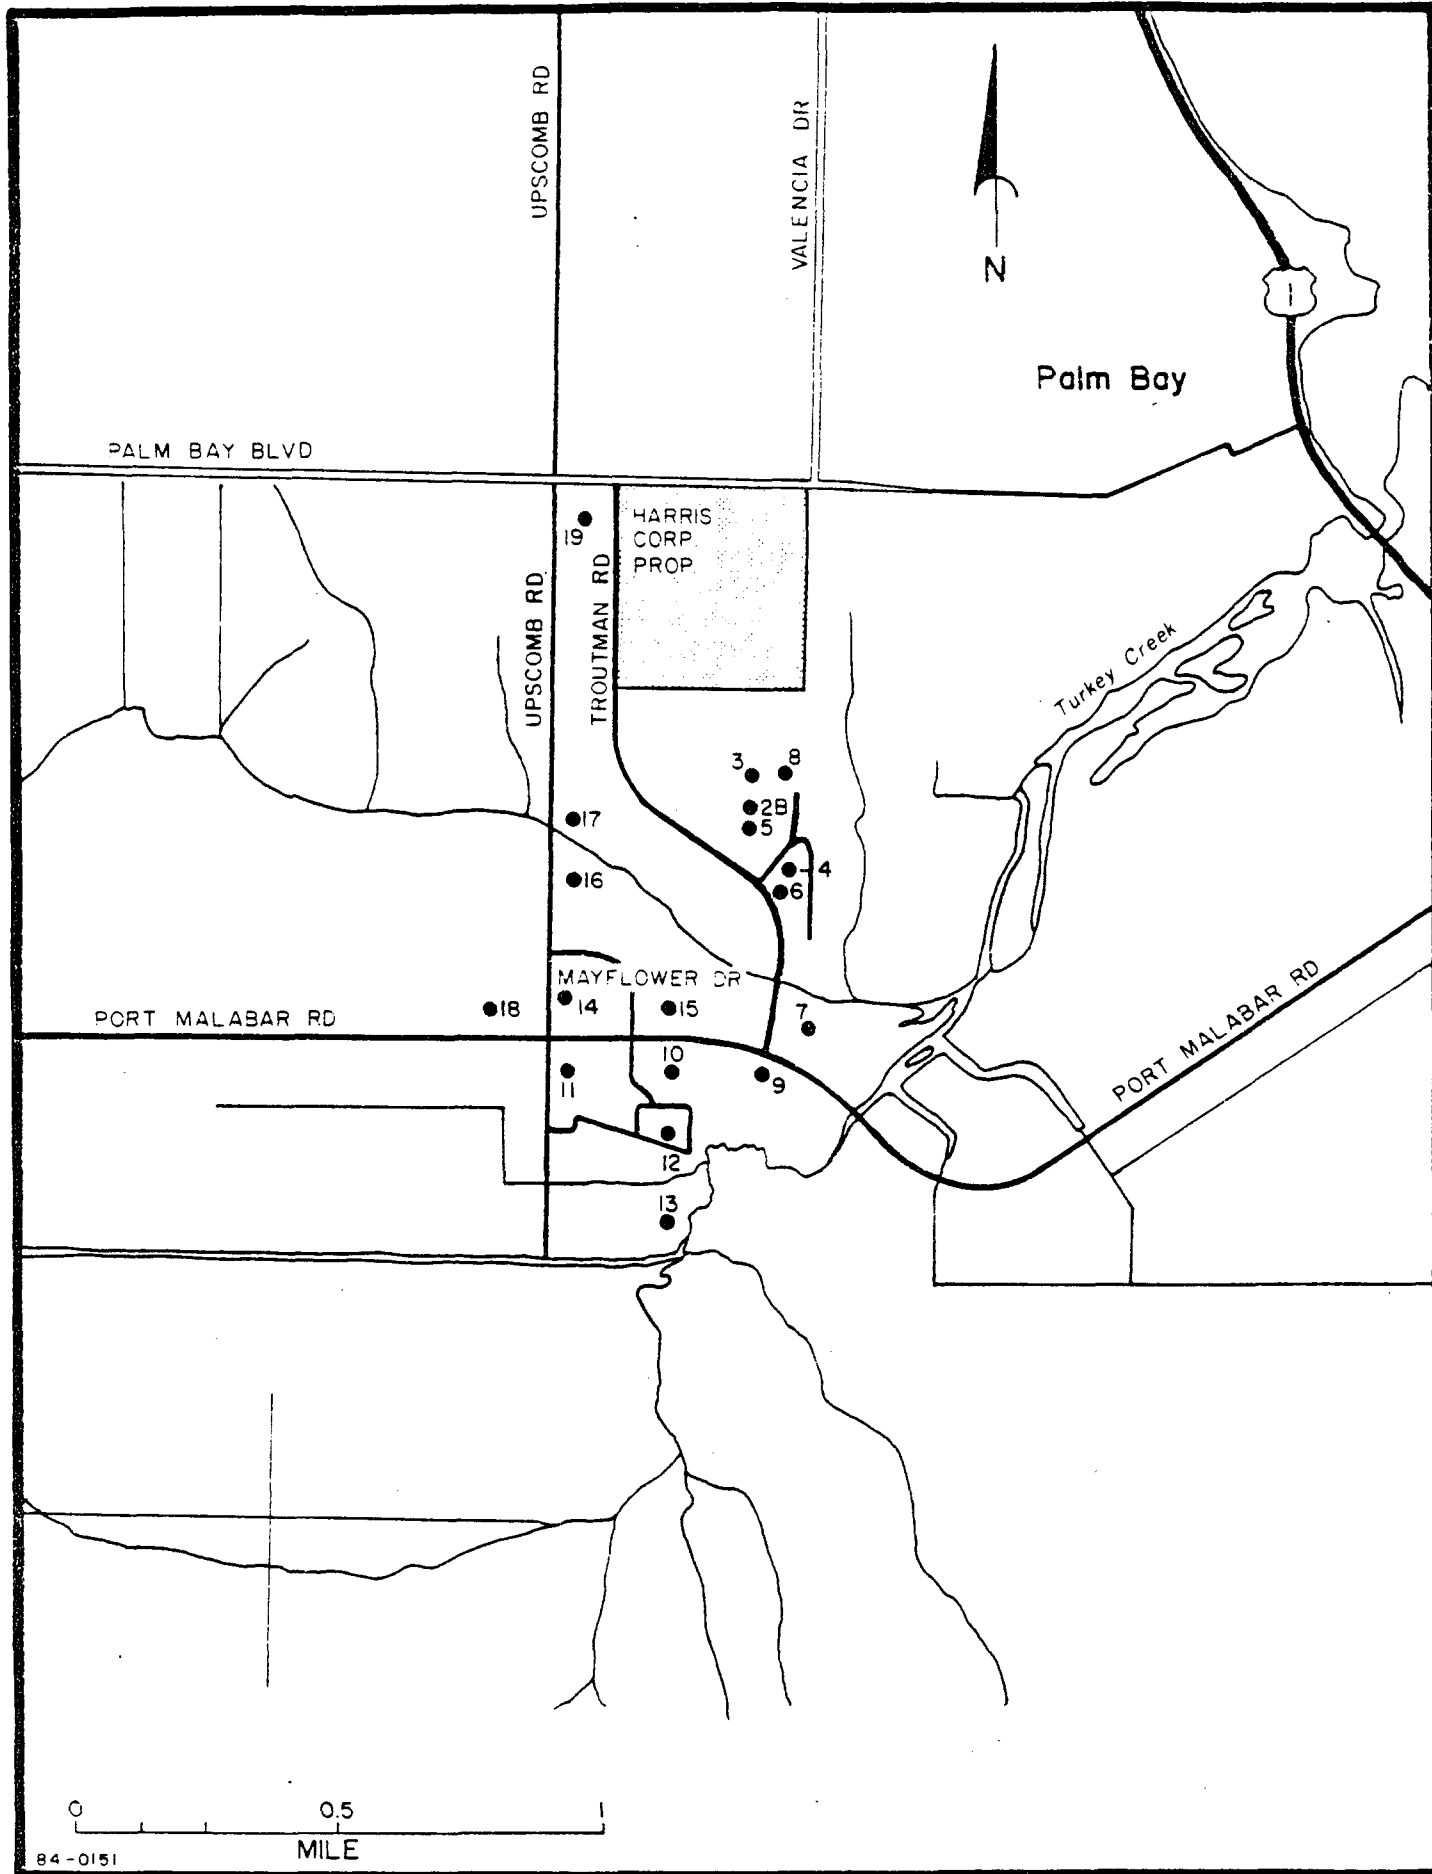 UPSCOMB RD
VALENCIA DR
N
1
Palm Bay
PALM BAY BLVD
HARRIS
CORP.
PROP.
19
UPSCOMB RD
TROUTMAN RD
Turkey Creek
3
8
2B
5
17
4
6
16
MAYFLOWER DR
14
15
18
7
PORT MALABAR RD
PORT MALABAR RD
10
11
9
12
13
0
0.5
1
MILE
84-0151